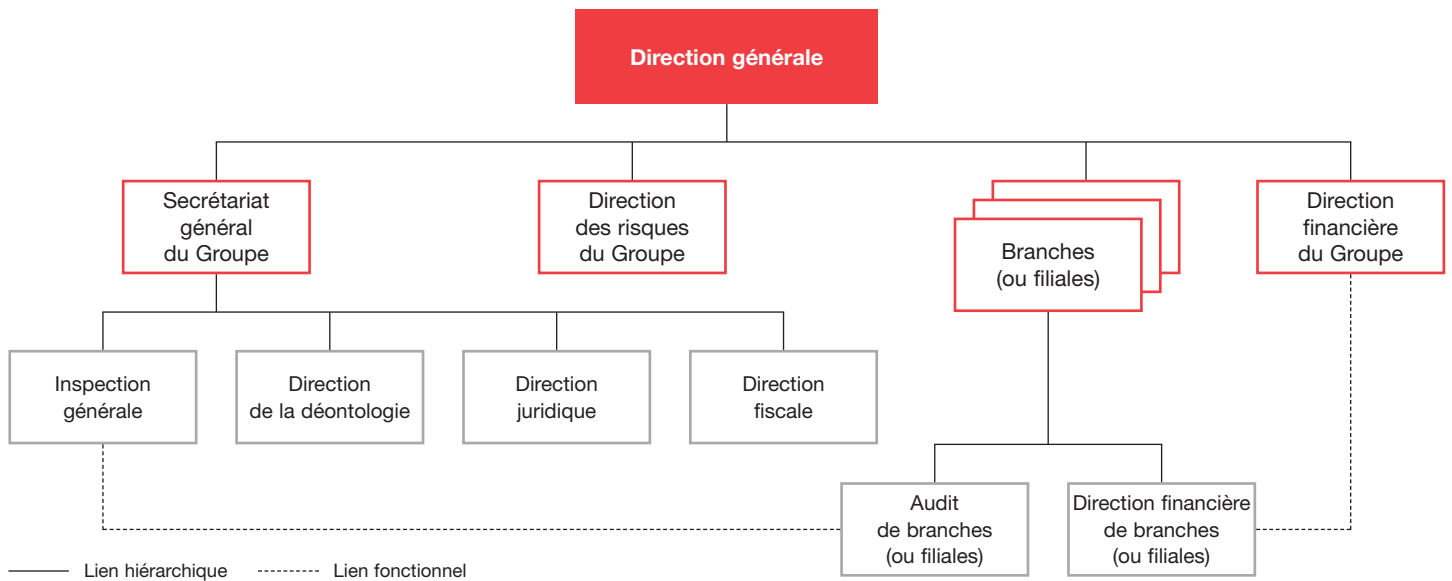 Direction générale
Secrétariat
général
du Groupe
Direction
des risques
du Groupe
Branches
(ou filiales)
Direction
financière
du Groupe
Inspection
générale
Direction
de la déontologie
Direction
juridique
Direction
fiscale
Audit
de branches
(ou filiales)
Direction financière
de branches
(ou filiales)
Lien hiérarchique
Lien fonctionnel